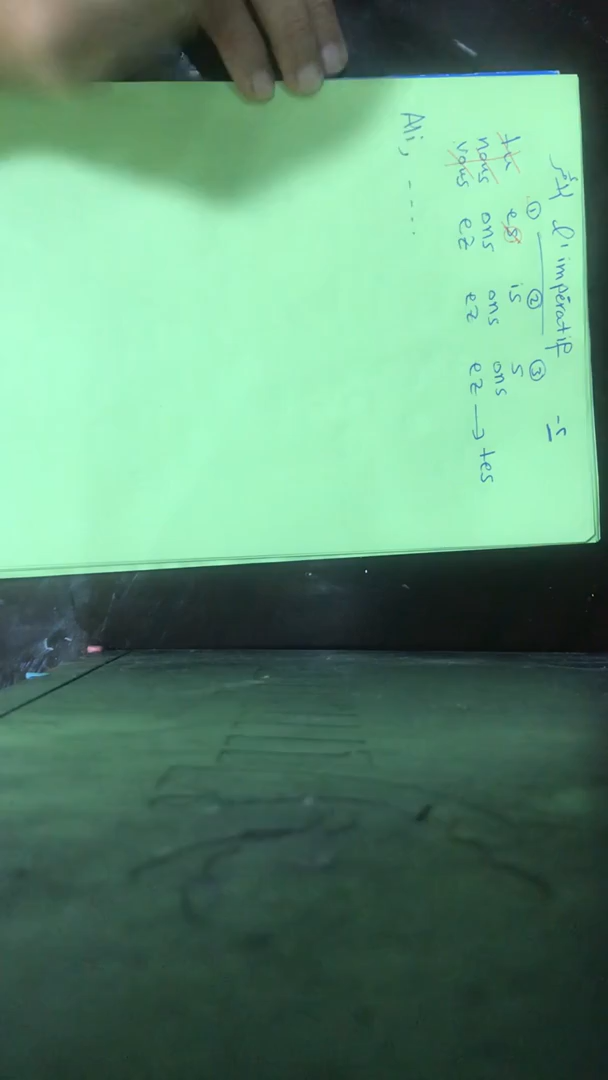 l'impératif -s
① ② ③
tu es is s
nous ons ons ons
vous ez ez ez → tes
Ali, -....